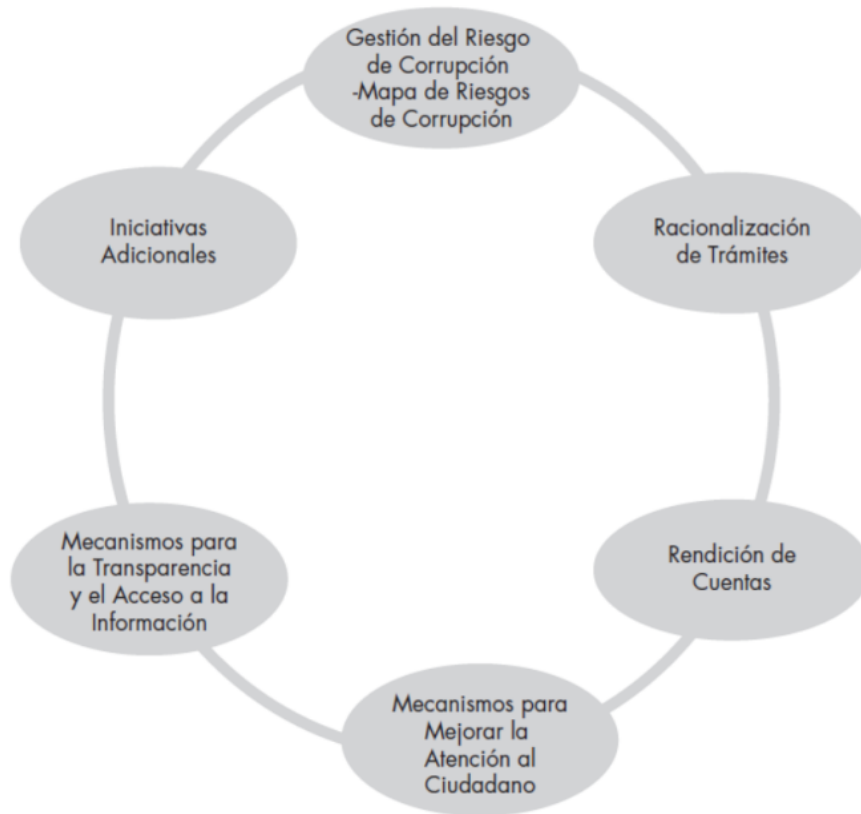 Gestión del Riesgo
de Corrupción
-Mapa de Riesgos
de Corrupción
Racionalización
de Trámites
Rendición de
Cuentas
Mecanismos para
Mejorar la
Atención al
Ciudadano
Mecanismos para
la Transparencia
y el Acceso a la
Información
Iniciativas
Adicionales